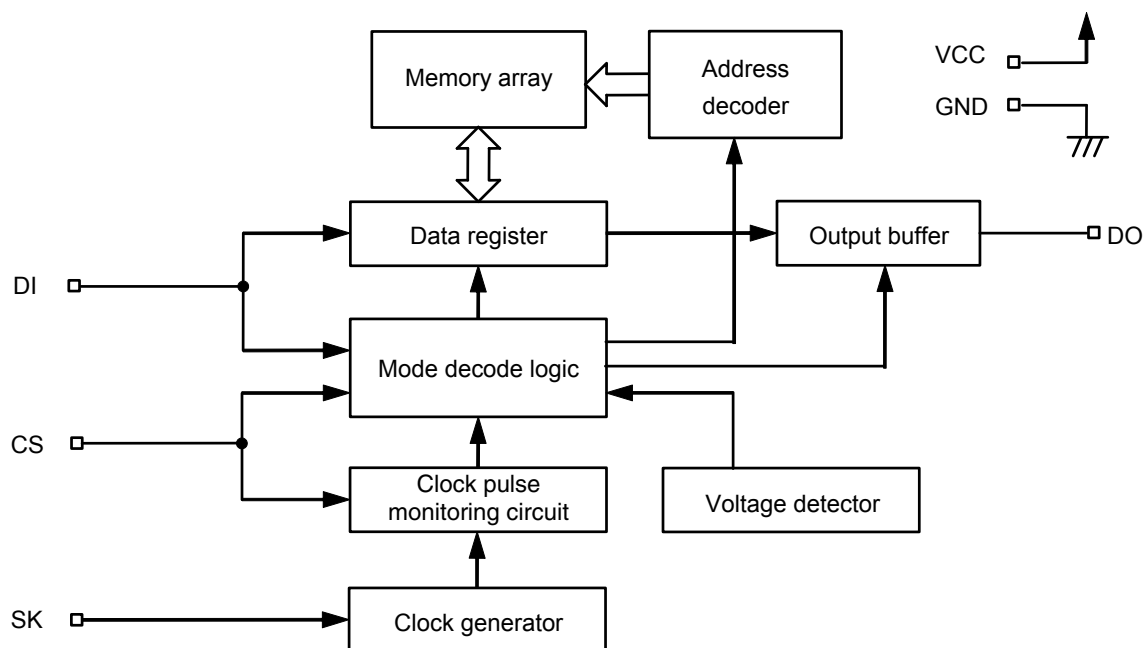 Memory array
Address
decoder
VCC
GND
Data register
Output buffer
DO
DI
Mode decode logic
CS
Clock pulse
monitoring circuit
Voltage detector
SK
Clock generator